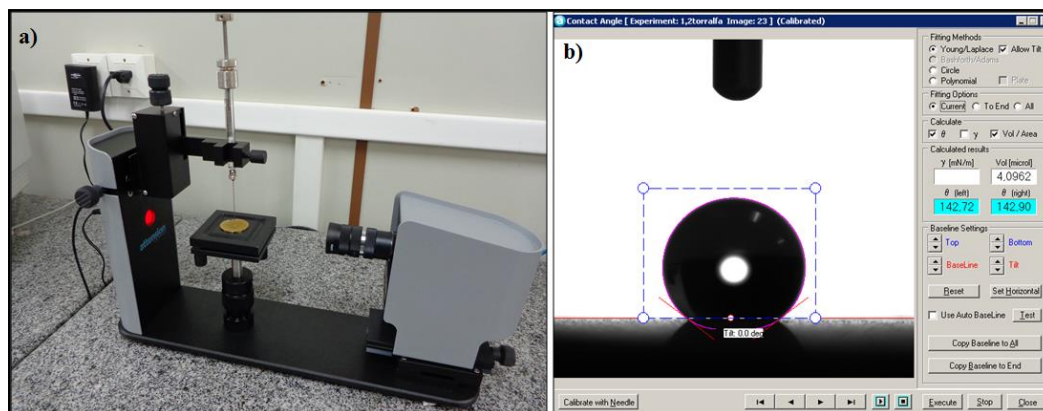 a)
attension
b)
Contact Angle [ Experiment: 1,2torralfa Image: 23 ] (Calibrated)
Fitting Methods
Young/Laplace
Allow Tilt
Bashforth/Adams
Circle
Polynomial
Plate
Fitting Options
Current
To End
All
Calculate
θ
γ
Vol / Area
Calculated results
γ [mN/m]
Vol [microl]
4.0962
θ (left)
θ (right)
142.72
142.90
Baseline Settings
Top
Bottom
BaseLine
Tilt
Reset
Set Horizontal
Use Auto BaseLine
Test
Copy Baseline to All
Copy Baseline to End
Tilt: 0.0 deg
Calibrate with Needle
Execute
Stop
Close